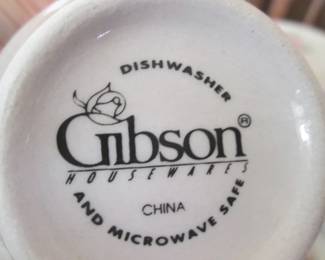 DISHWASHER
Gibson®
HOUSEWARES
CHINA
AND MICROWAVE SAFE